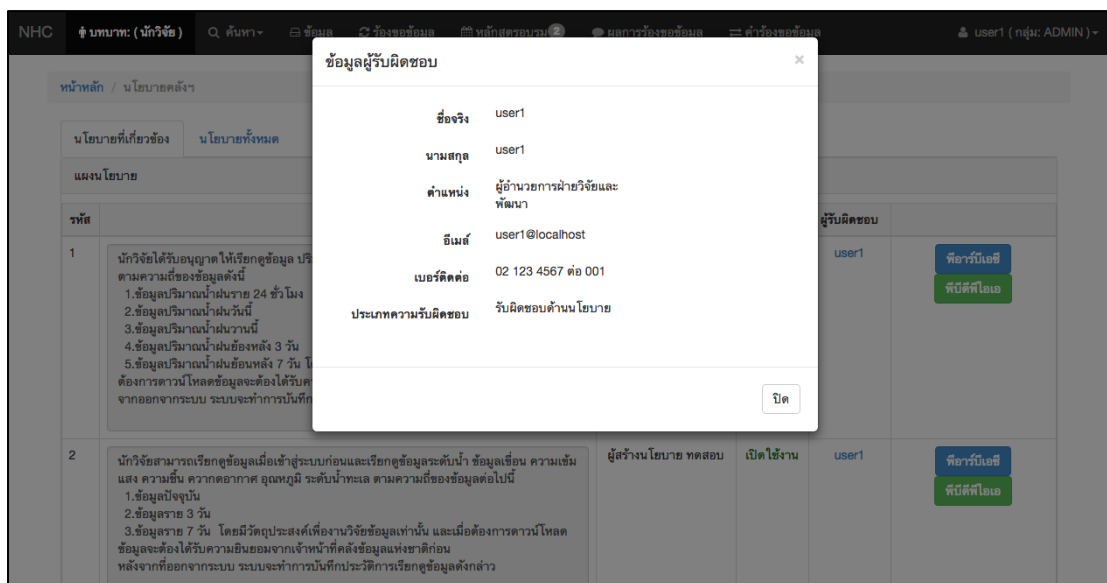 NHC บทบาท: ( นักวิจัย ) ค้นหา ข้อมูล ร้องขอข้อมูล หลักสูตรอบรม 2 ผลการร้องขอข้อมูล คำร้องขอข้อมูล user1 ( กลุ่ม: ADMIN )
ข้อมูลผู้รับผิดชอบ ×
หน้าหลัก / นโยบายคลังฯ
นโยบายที่เกี่ยวข้อง นโยบายทั้งหมด
แผงนโยบาย
ชื่อจริง user1
นามสกุล user1
ตำแหน่ง ผู้อำนวยการฝ่ายวิจัยและ
พัฒนา
อีเมล์ user1@localhost
เบอร์ติดต่อ 02 123 4567 ต่อ 001
ประเภทความรับผิดชอบ รับผิดชอบด้านนโยบาย
ปิด
รหัส ผู้รับผิดชอบ
1 user1 พีอาร์บีเอซี
พีบีดีพีไอเอ
นักวิจัยได้รับอนุญาตให้เรียกดูข้อมูล
ตามความถี่ของข้อมูลดังนี้
1.ข้อมูลปริมาณน้ำฝนราย 24 ชั่วโมง
2.ข้อมูลปริมาณน้ำฝนวันนี้
3.ข้อมูลปริมาณน้ำฝนวานนี้
4.ข้อมูลปริมาณน้ำฝนย้องหลัง 3 วัน
5.ข้อมูลปริมาณน้ำฝนย้อนหลัง 7 วัน
ต้องการดาวน์โหลดข้อมูลจะต้องได้รับ
จากออกจากระบบ ระบบจะทำการบันทึก
2 ผู้สร้างนโยบาย ทดสอบ เปิดใช้งาน user1 พีอาร์บีเอซี
พีบีดีพีไอเอ
นักวิจัยสามารถเรียกดูข้อมูลเมื่อเข้าสู่ระบบก่อนและเรียกดูข้อมูลระดับน้ำ ข้อมูลเขื่อน ความเข้ม
แสง ความชื้น ความกดอากาศ อุณหภูมิ ระดับน้ำทะเล ตามความถี่ของข้อมูลต่อไปนี้
1.ข้อมูลปัจจุบัน
2.ข้อมูลราย 3 วัน
3.ข้อมูลราย 7 วัน โดยมีวัตถุประสงค์เพื่องานวิจัยข้อมูลเท่านั้น และเมื่อต้องการดาวน์โหลด
ข้อมูลจะต้องได้รับความยินยอมจากเจ้าหน้าที่คลังข้อมูลแห่งชาติก่อน
หลังจากที่ออกจากระบบ ระบบจะทำการบันทึกประวัติการเรียกดูข้อมูลดังกล่าว